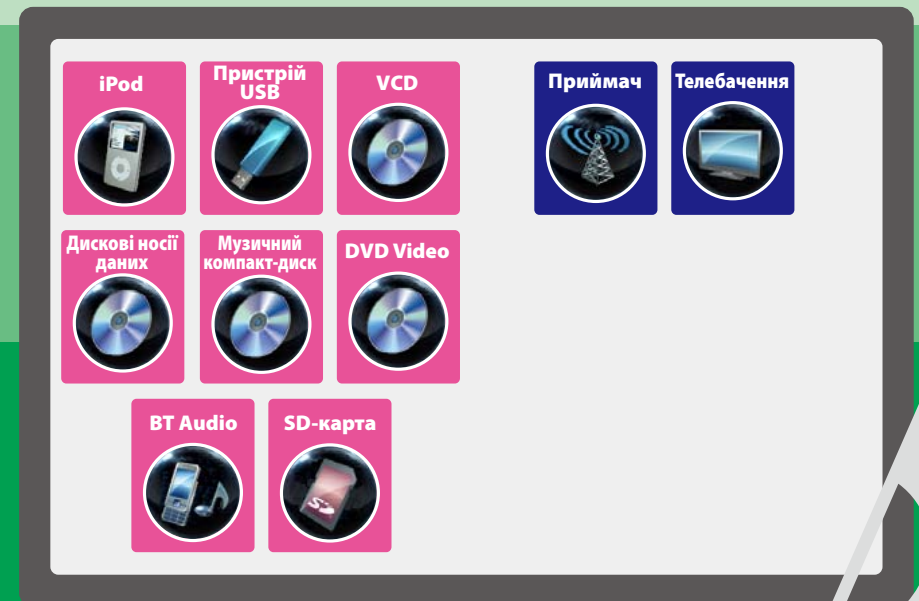 iPod
Пристрій
USB
VCD
Приймач
Телебачення
Дискові носії
даних
Музичний
компакт-диск
DVD Video
BT Audio
SD-карта